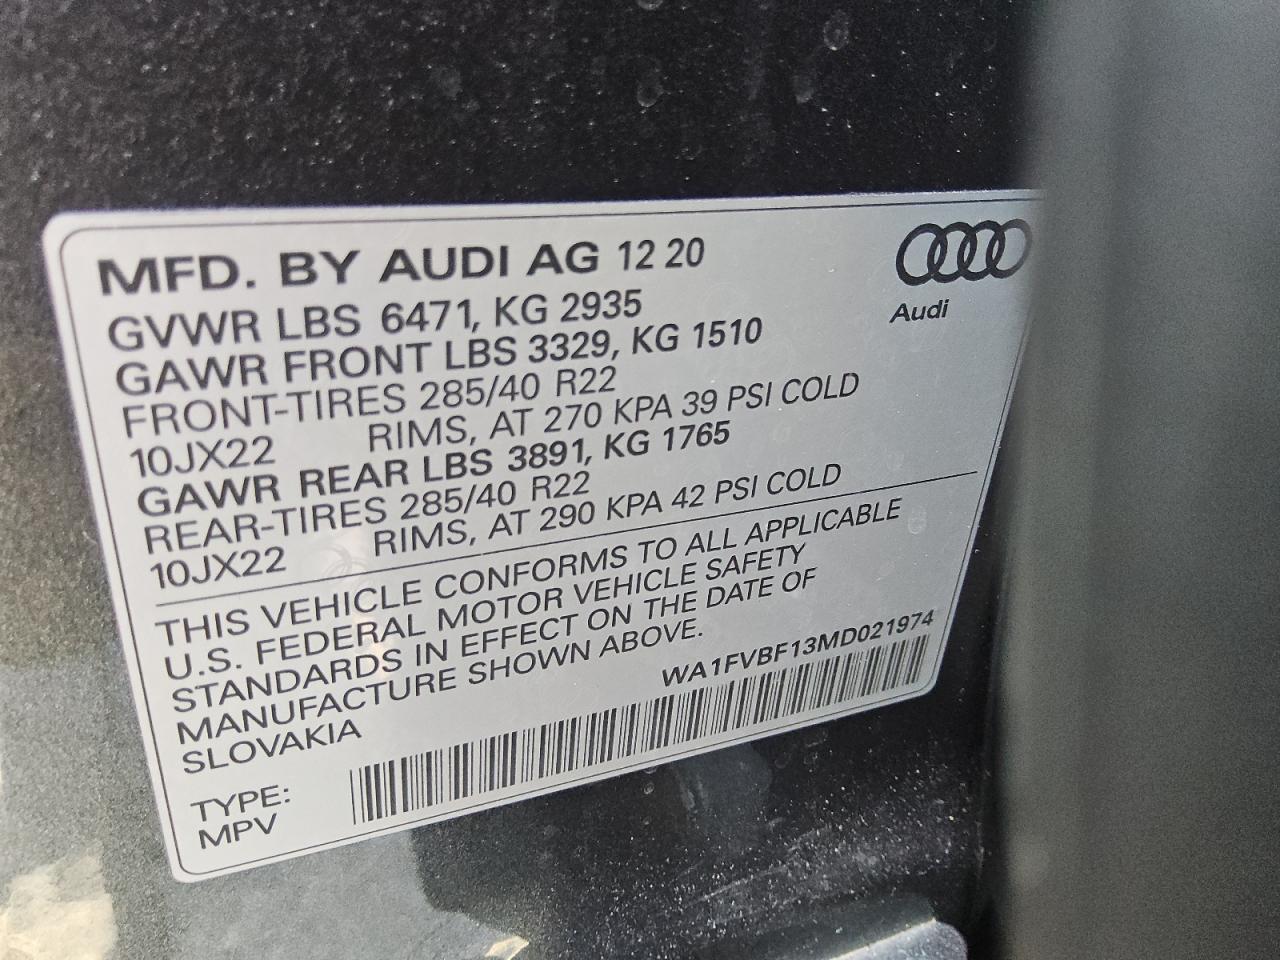 MFD. BY AUDI AG 12 20
Audi
GVWR LBS 6471, KG 2935
GAWR FRONT LBS 3329, KG 1510
FRONT-TIRES 285/40 R22
10JX22 RIMS, AT 270 KPA 39 PSI COLD
GAWR REAR LBS 3891, KG 1765
REAR-TIRES 285/40 R22
10JX22 RIMS, AT 290 KPA 42 PSI COLD
THIS VEHICLE CONFORMS TO ALL APPLICABLE
U.S. FEDERAL MOTOR VEHICLE SAFETY
STANDARDS IN EFFECT ON THE DATE OF
MANUFACTURE SHOWN ABOVE.
SLOVAKIA
WA1FVBF13MD021974
TYPE:
MPV